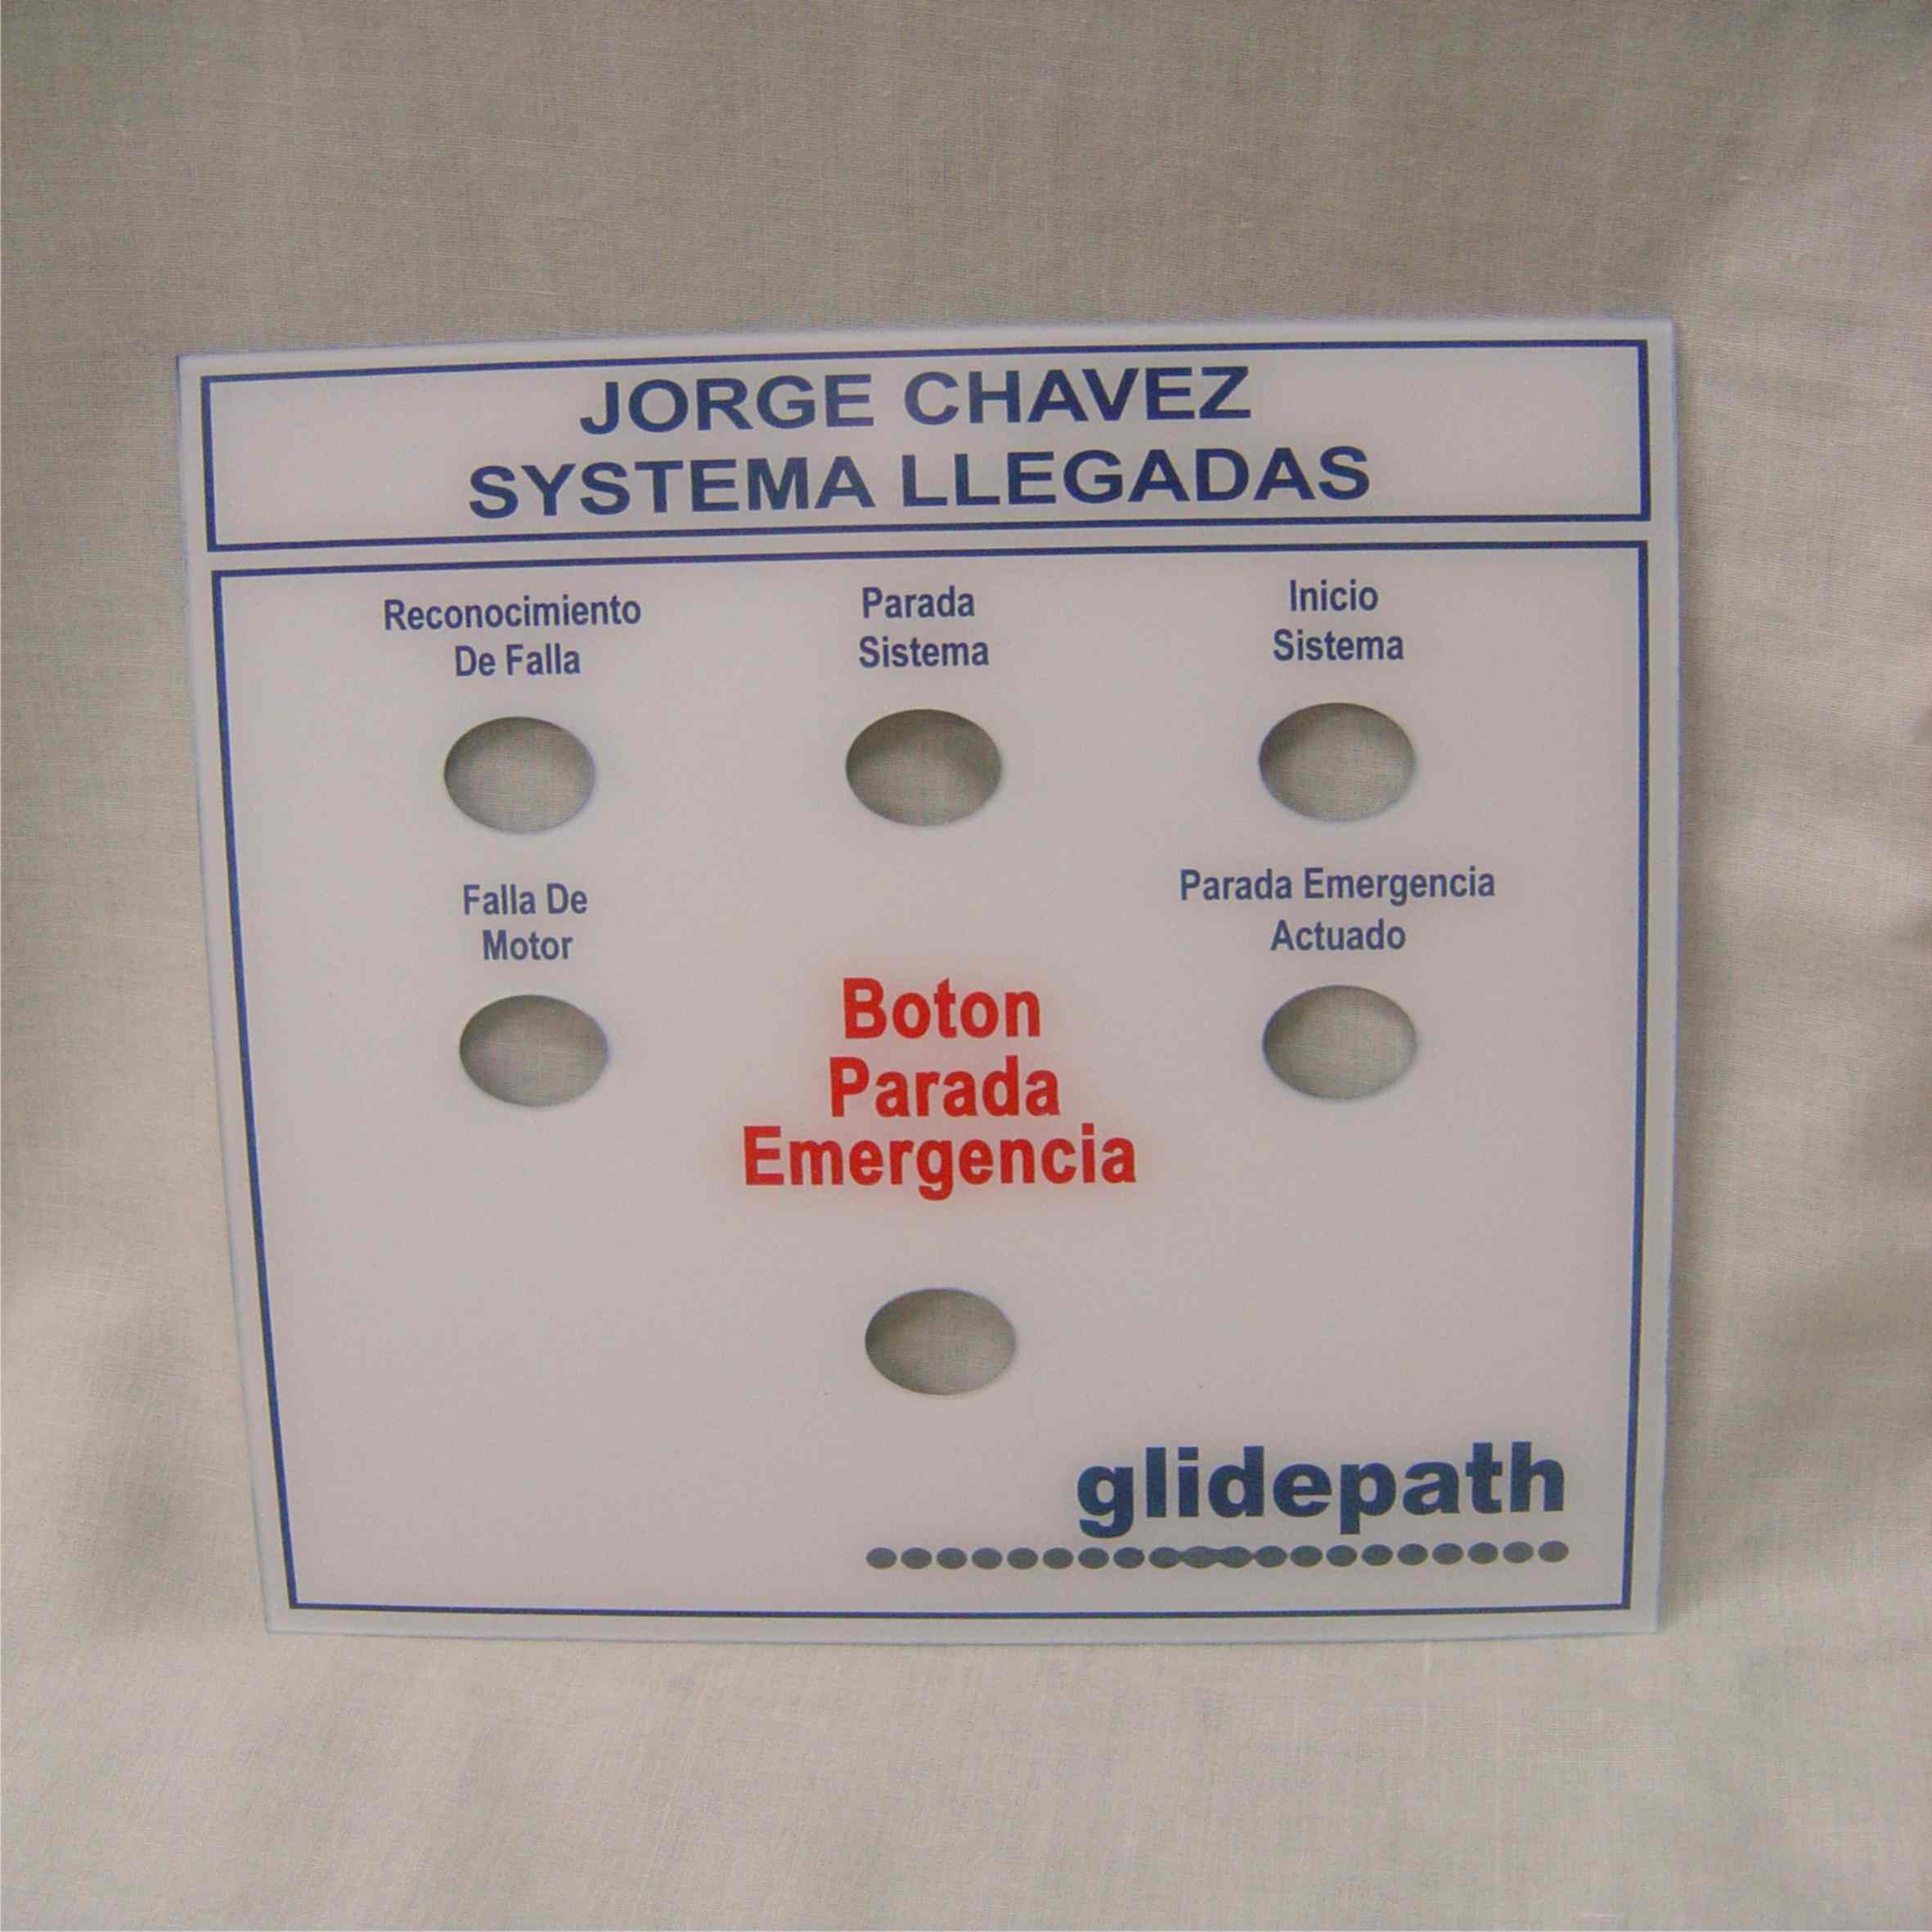 JORGE CHAVEZ
SYSTEMA LLEGADAS
Reconocimiento
De Falla
Parada
Sistema
Inicio
Sistema
Falla De
Motor
Parada Emergencia
Actuado
Boton
Parada
Emergencia
glidepath